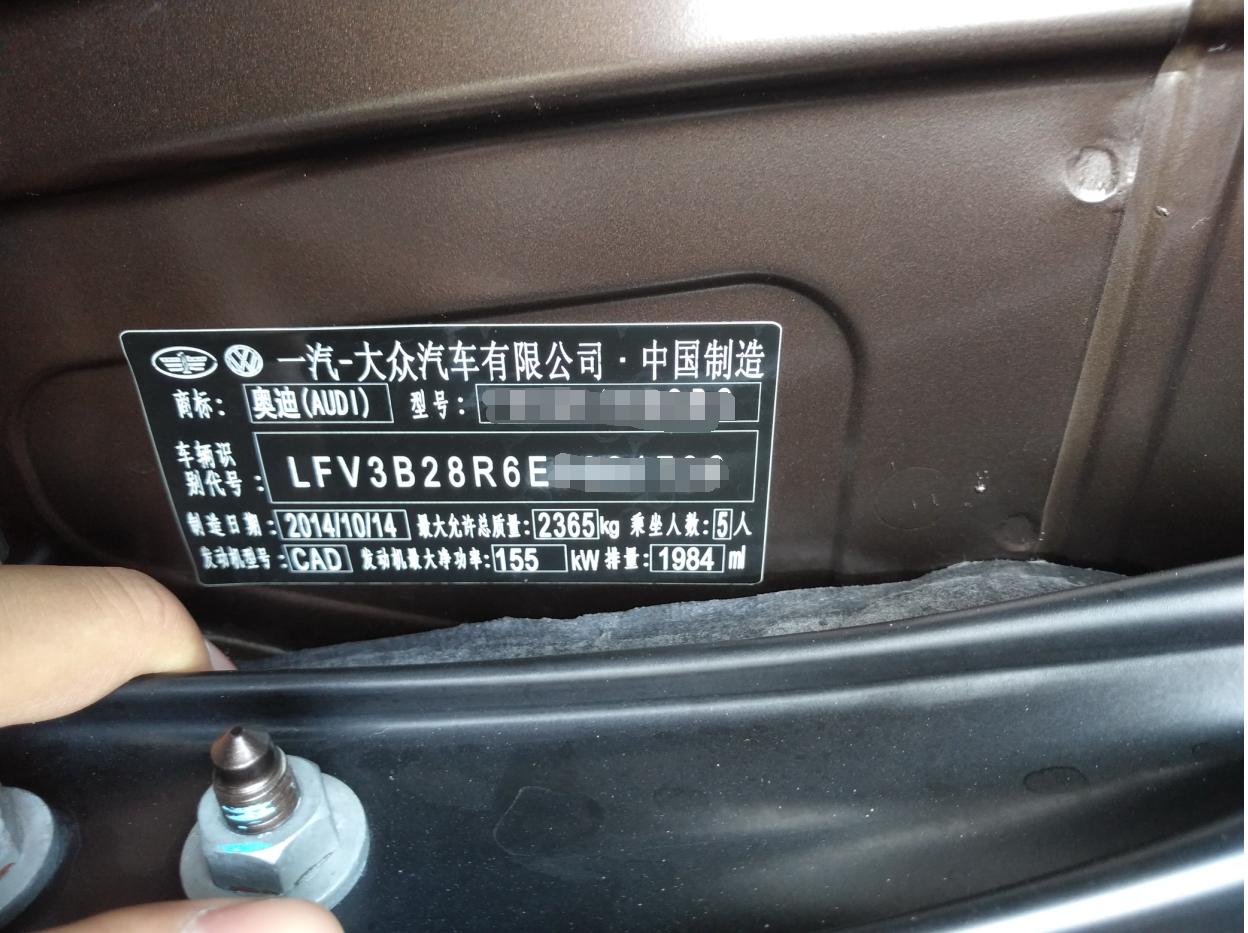 一汽-大众汽车有限公司·中国制造
商标: 奥迪(AUDI) 型号:
车辆识
别代号: LFV3B28R6E
制造日期: 2014/10/14 最大允许总质量: 2365kg 乘坐人数: 5人
发动机型号: CAD 发动机最大净功率: 155 kW 排量: 1984 ml